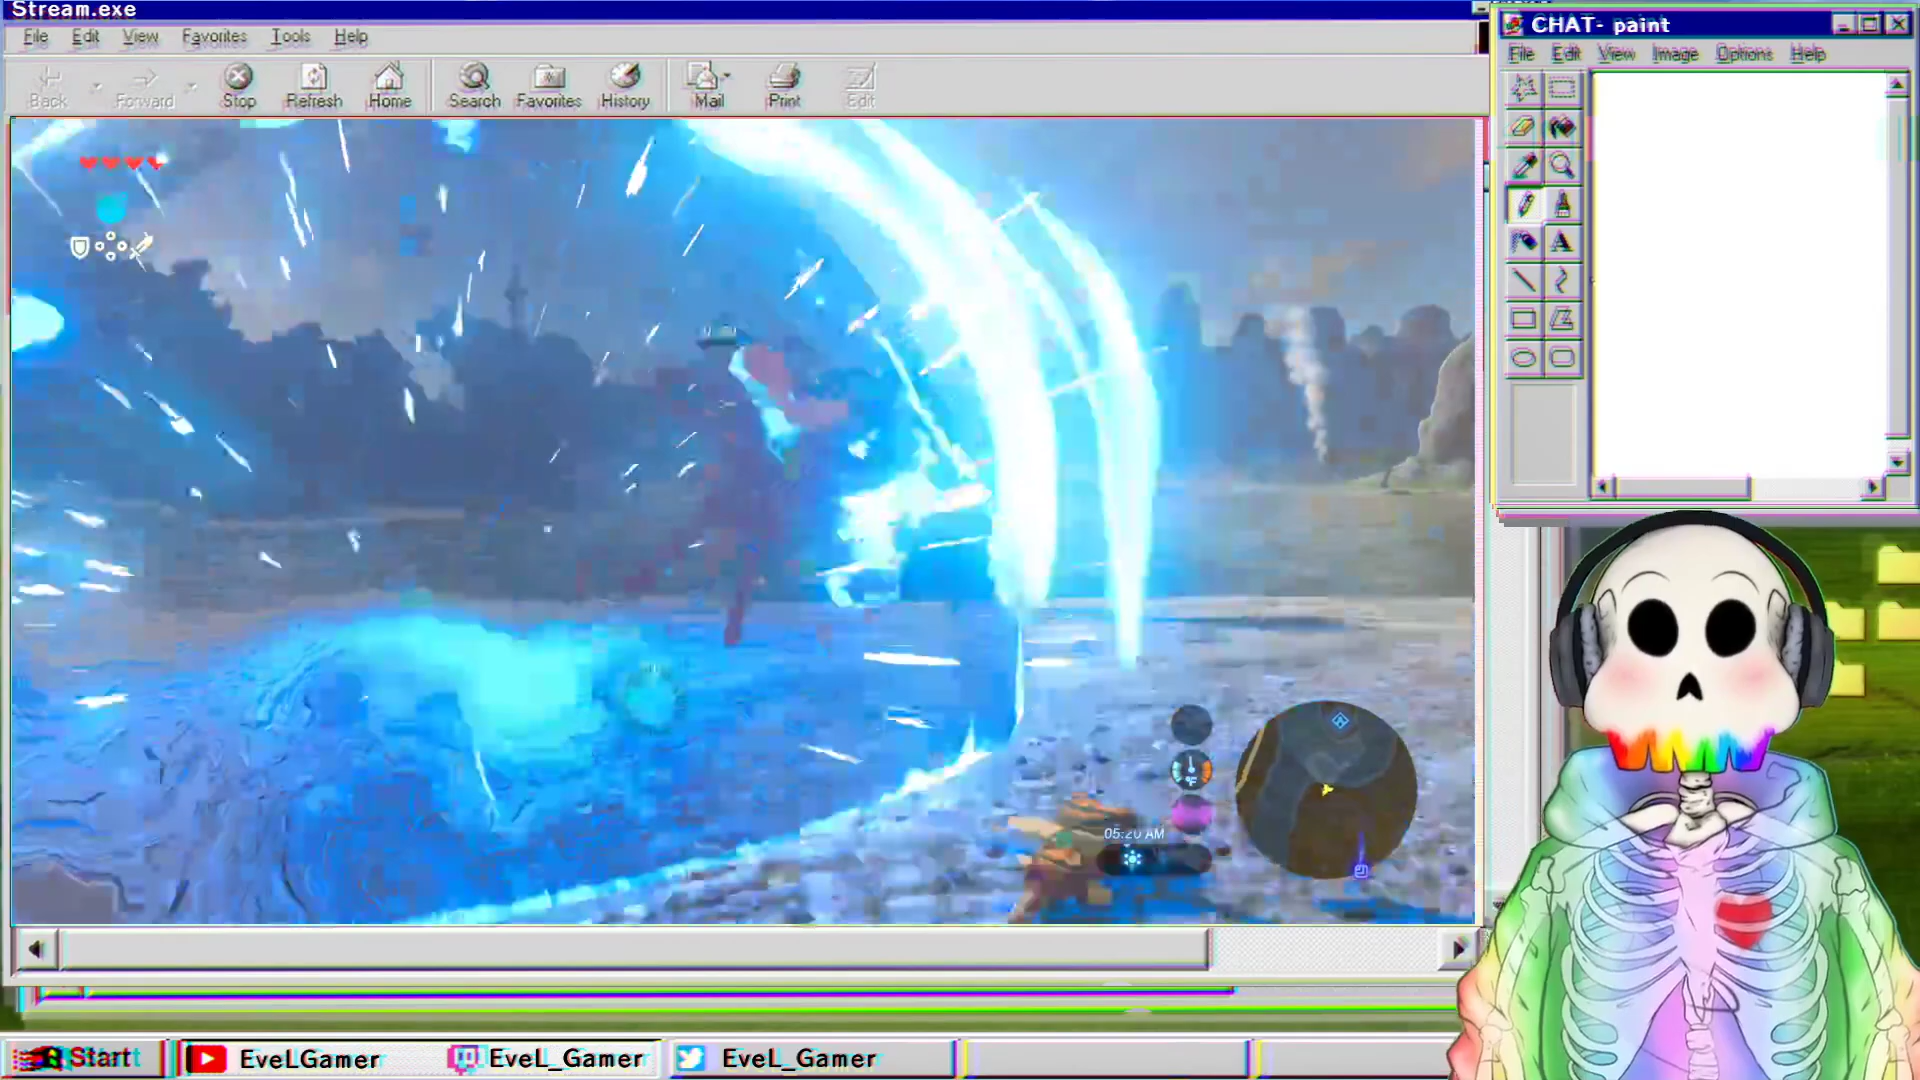 Stream.exe
File Edit View Favorites Tools Help
Back Forward Stop Refresh Home Search Favorites History Mail Print Edit
CHAT- paint
File Edit View Image Options Help
A
°F
05:20 AM
Start EveLGamer EveL_Gamer EveL_Gamer